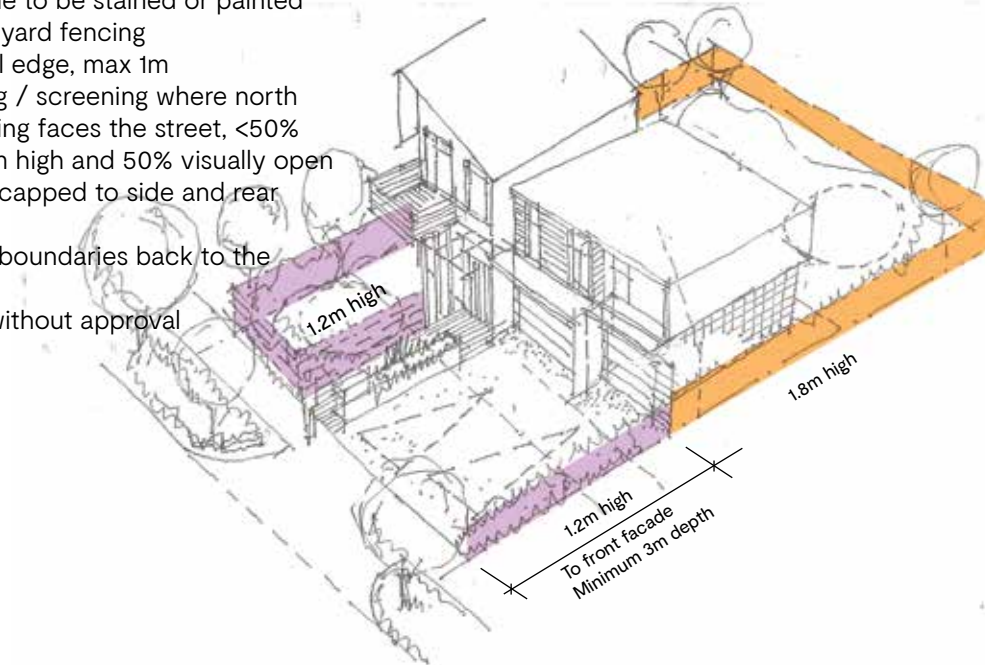 e to be stained or painted
yard fencing
l edge, max 1m
g / screening where north
ing faces the street, <50%
m high and 50% visually open
capped to side and rear
boundaries back to the
without approval
1.2m high
1.8m high
1.2m high
To front facade
Minimum 3m depth